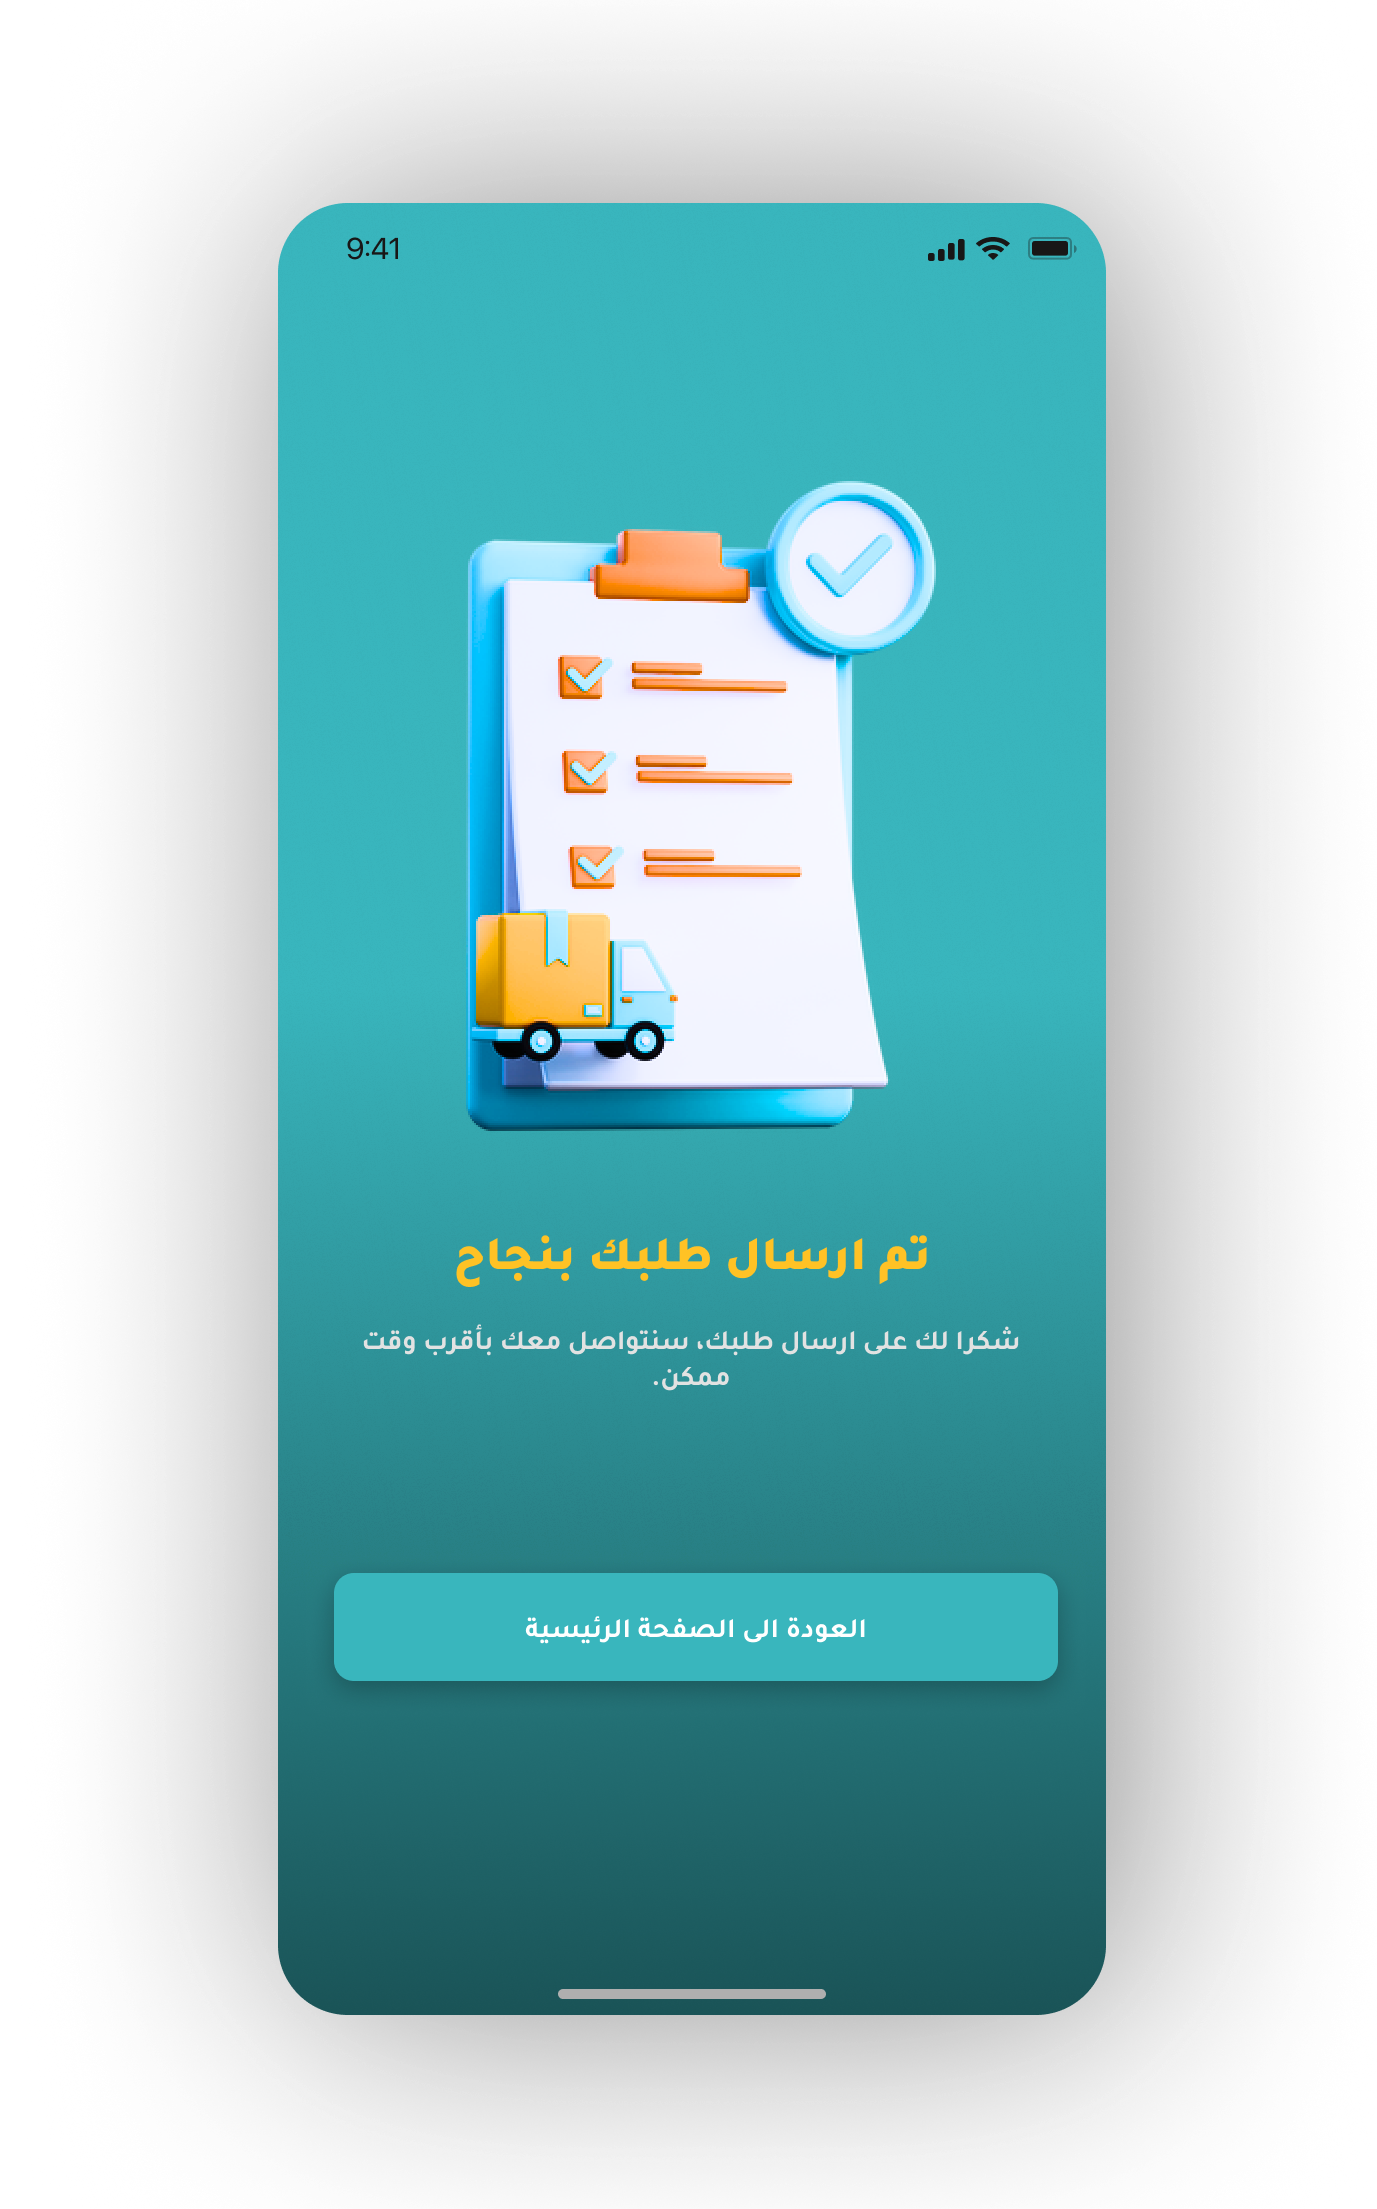 9:41
تم ارسال طلبك بنجاح
شكرا لك على ارسال طلبك، سنتواصل معك بأقرب وقت
ممكن.
العودة الى الصفحة الرئيسية